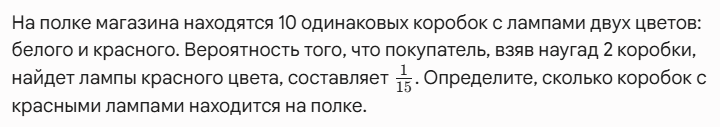 На полке магазина находятся 10 одинаковых коробок с лампами двух цветов:
белого и красного. Вероятность того, что покупатель, взяв наугад 2 коробки,
найдет лампы красного цвета, составляет 1/15. Определите, сколько коробок с
красными лампами находится на полке.